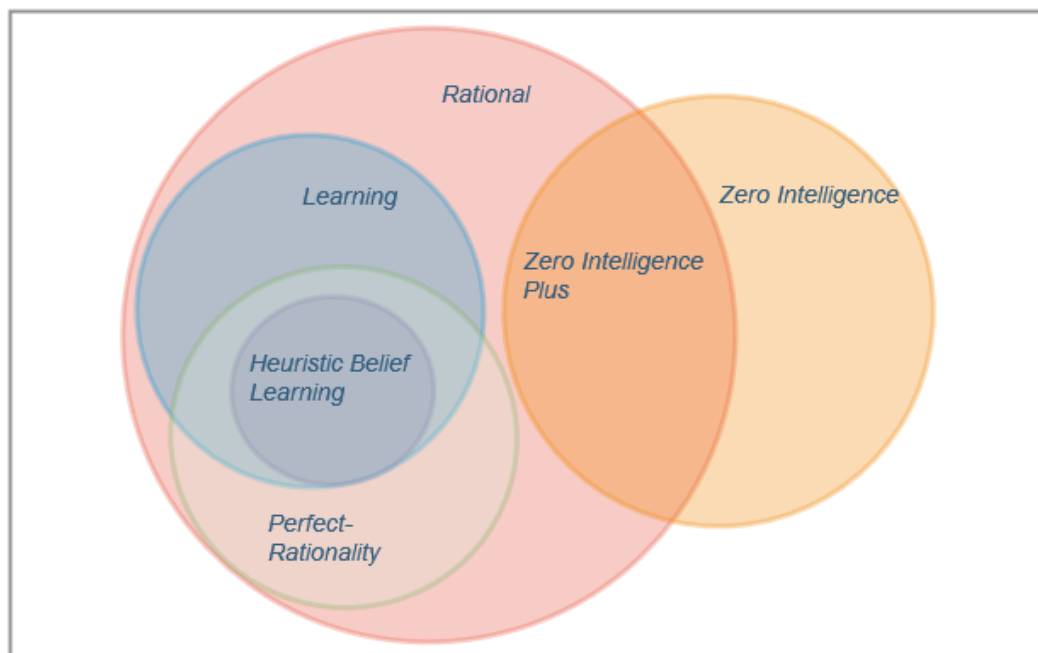 Rational
Learning
Zero Intelligence
Zero Intelligence
Plus
Heuristic Belief
Learning
Perfect-
Rationality